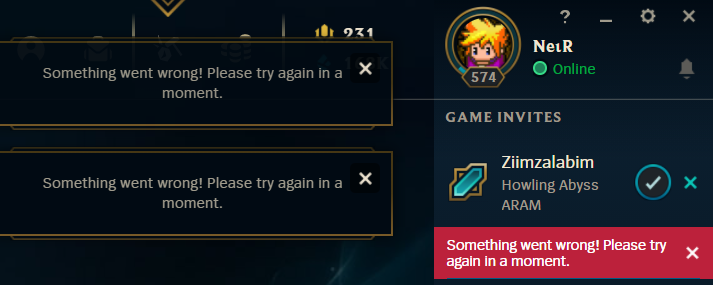 231
Something went wrong! Please try again in a
moment.
Something went wrong! Please try again in a
moment.
?
NeɩR
574
Online
GAME INVITES
Ziimzalabim
Howling Abyss
ARAM
Something went wrong! Please try
again in a moment.